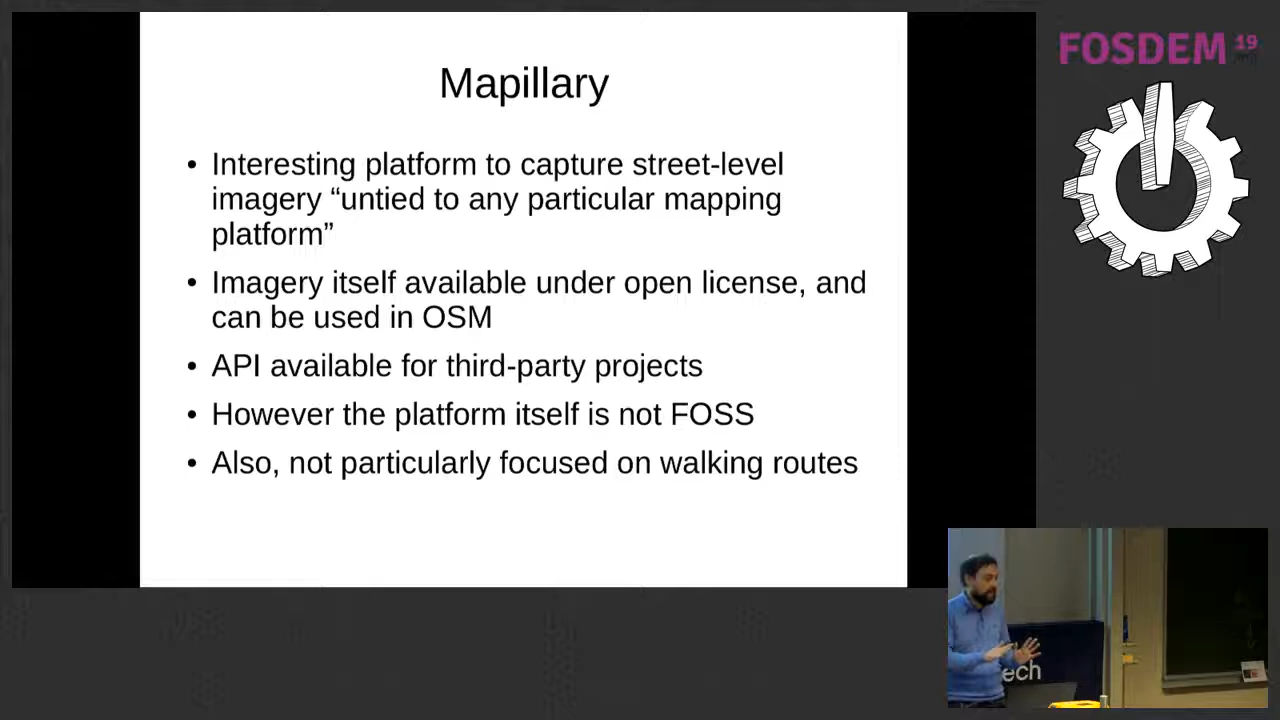 Mapillary
• Interesting platform to capture street-level
imagery “untied to any particular mapping
platform”
• Imagery itself available under open license, and
can be used in OSM
• API available for third-party projects
• However the platform itself is not FOSS
• Also, not particularly focused on walking routes
FOSDEM 19
ech